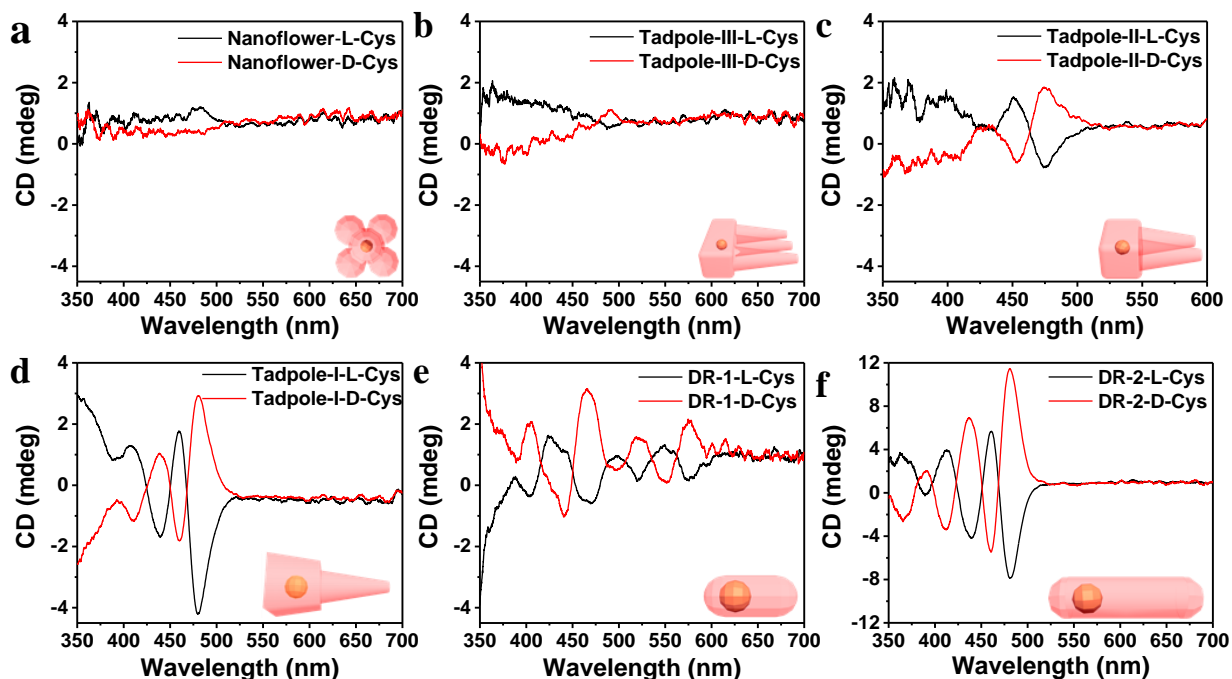 a
4
2
0
-2
-4
CD (mdeg)
Nanoflower-L-Cys
Nanoflower-D-Cys
350 400 450 500 550 600 650 700
Wavelength (nm)
b
4
2
0
-2
-4
CD (mdeg)
Tadpole-III-L-Cys
Tadpole-III-D-Cys
350 400 450 500 550 600 650 700
Wavelength (nm)
c
4
2
0
-2
-4
CD (mdeg)
Tadpole-II-L-Cys
Tadpole-II-D-Cys
350 400 450 500 550 600
Wavelength (nm)
d
4
2
0
-2
-4
CD (mdeg)
Tadpole-I-L-Cys
Tadpole-I-D-Cys
350 400 450 500 550 600 650 700
Wavelength (nm)
e
4
2
0
-2
-4
CD (mdeg)
DR-1-L-Cys
DR-1-D-Cys
350 400 450 500 550 600 650 700
Wavelength (nm)
f
12
8
4
0
-4
-8
-12
CD (mdeg)
DR-2-L-Cys
DR-2-D-Cys
350 400 450 500 550 600 650 700
Wavelength (nm)